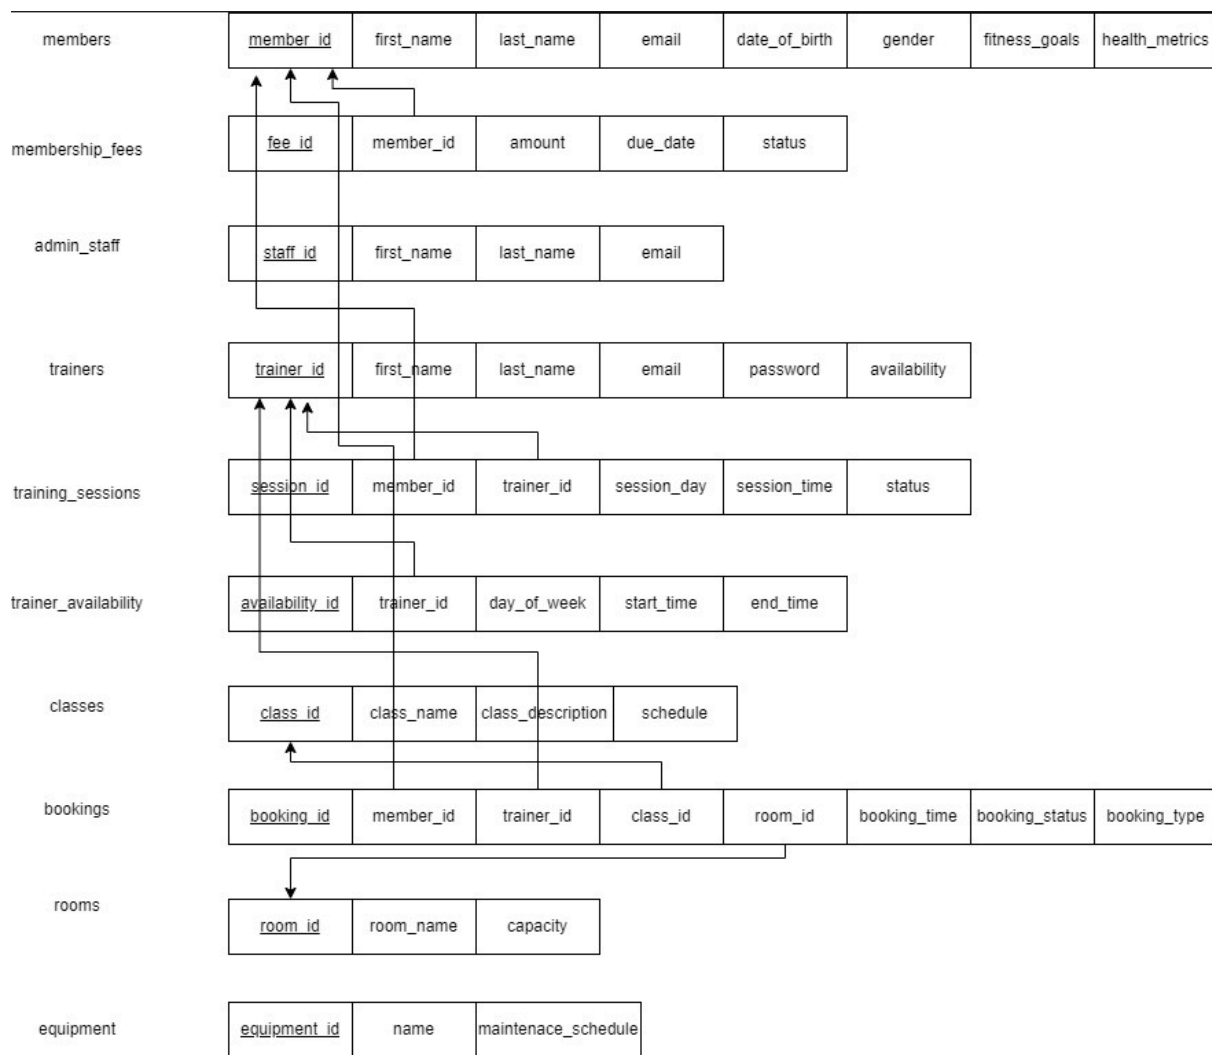 members member_id first_name last_name email date_of_birth gender fitness_goals health_metrics
membership_fees fee_id member_id amount due_date status
admin_staff staff_id first_name last_name email
trainers trainer_id first_name last_name email password availability
training_sessions session_id member_id trainer_id session_day session_time status
trainer_availability availability_id trainer_id day_of_week start_time end_time
classes class_id class_name class_description schedule
bookings booking_id member_id trainer_id class_id room_id booking_time booking_status booking_type
rooms room_id room_name capacity
equipment equipment_id name maintenace_schedule